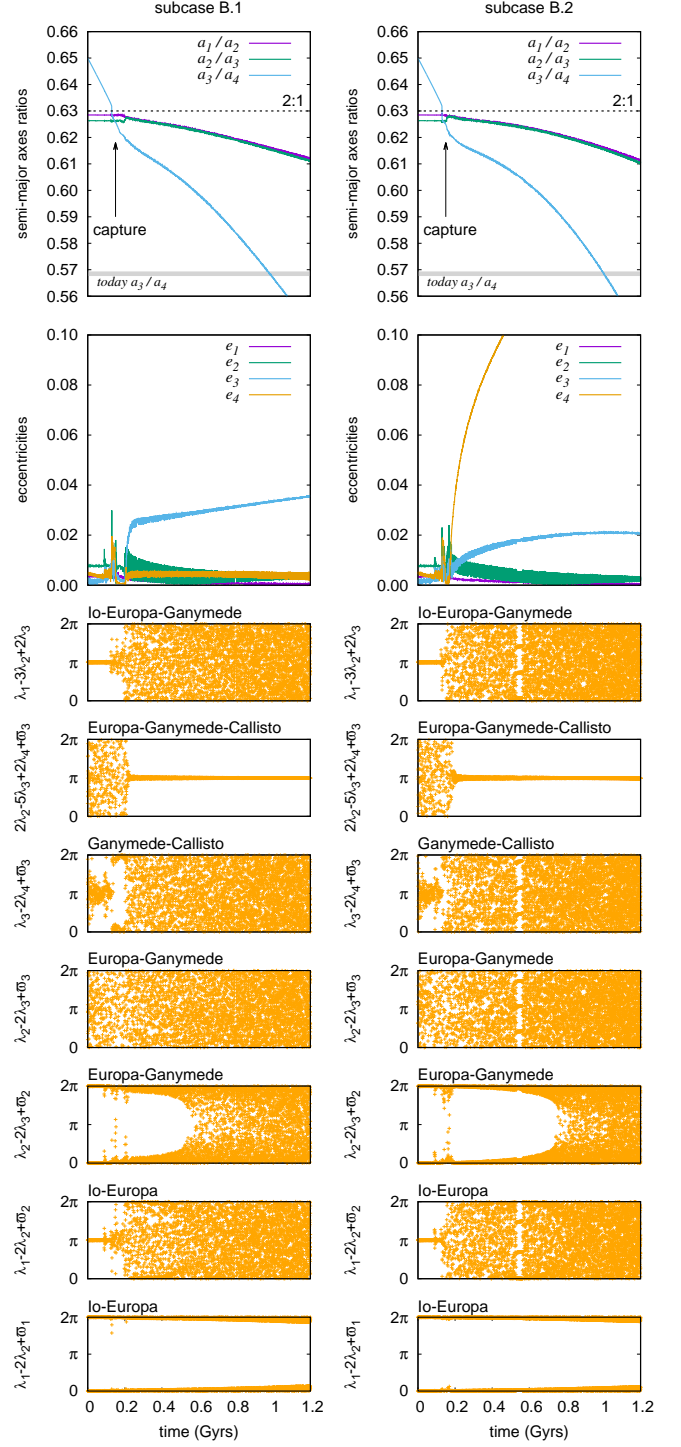 subcase B.1
0.66
0.65
0.64
0.63
0.62
0.61
0.60
0.59
0.58
0.57
0.56
semi-major axes ratios
a1 / a2
a2 / a3
a3 / a4
2:1
capture
today a3 / a4
subcase B.2
0.66
0.65
0.64
0.63
0.62
0.61
0.60
0.59
0.58
0.57
0.56
semi-major axes ratios
a1 / a2
a2 / a3
a3 / a4
2:1
capture
today a3 / a4
0.10
0.08
0.06
0.04
0.02
0.00
eccentricities
e1
e2
e3
e4
0.10
0.08
0.06
0.04
0.02
0.00
eccentricities
e1
e2
e3
e4
Io-Europa-Ganymede
2π
π
0
λ1-3λ2+2λ3
Io-Europa-Ganymede
2π
π
0
λ1-3λ2+2λ3
Europa-Ganymede-Callisto
2π
π
0
2λ2-5λ3+2λ4+ϖ3
Europa-Ganymede-Callisto
2π
π
0
2λ2-5λ3+2λ4+ϖ3
Ganymede-Callisto
2π
π
0
λ3-2λ4+ϖ3
Ganymede-Callisto
2π
π
0
λ3-2λ4+ϖ3
Europa-Ganymede
2π
π
0
λ2-2λ3+ϖ3
Europa-Ganymede
2π
π
0
λ2-2λ3+ϖ3
Europa-Ganymede
2π
π
0
λ2-2λ3+ϖ2
Europa-Ganymede
2π
π
0
λ2-2λ3+ϖ2
Io-Europa
2π
π
0
λ1-2λ2+ϖ2
Io-Europa
2π
π
0
λ1-2λ2+ϖ2
Io-Europa
2π
π
0
λ1-2λ2+ϖ1
0 0.2 0.4 0.6 0.8 1 1.2
time (Gyrs)
Io-Europa
2π
π
0
λ1-2λ2+ϖ1
0 0.2 0.4 0.6 0.8 1 1.2
time (Gyrs)